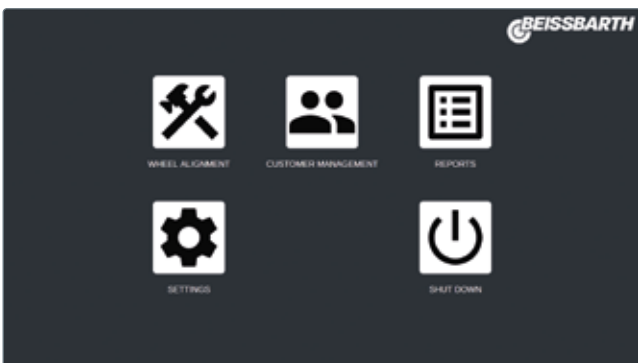 BEISSBARTH
WHEEL ALIGNMENT
CUSTOMER MANAGEMENT
REPORTS
SETTINGS
SHUT DOWN